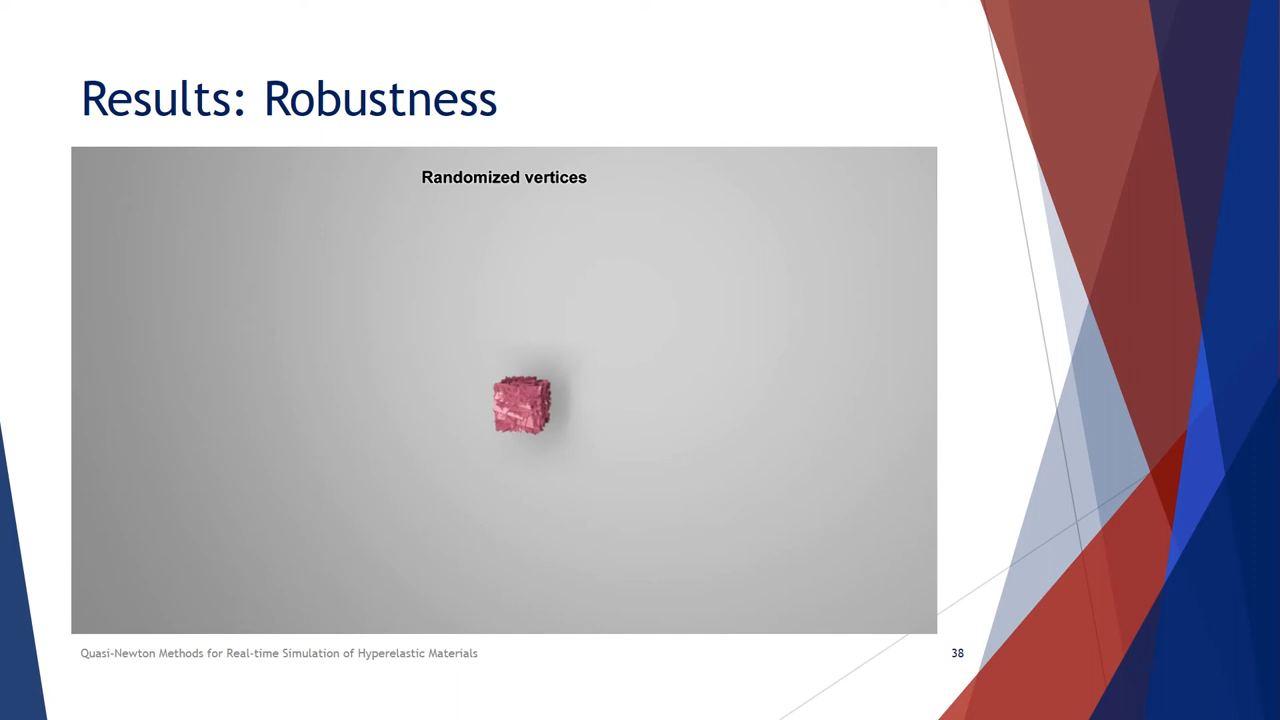 Results: Robustness
Randomized vertices
Quasi-Newton Methods for Real-time Simulation of Hyperelastic Materials
38